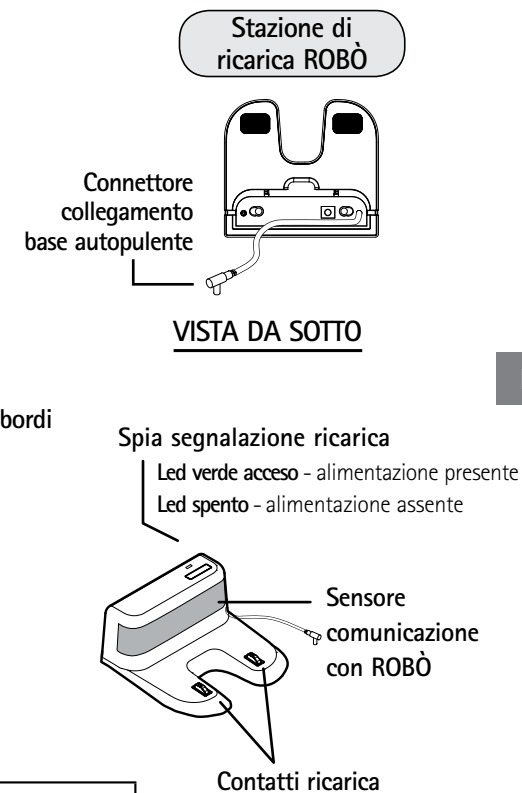 Stazione di
ricarica ROBÒ
Connettore
collegamento
base autopulente
VISTA DA SOTTO
bordi
Spia segnalazione ricarica
Led verde acceso - alimentazione presente
Led spento - alimentazione assente
Sensore
comunicazione
con ROBÒ
Contatti ricarica